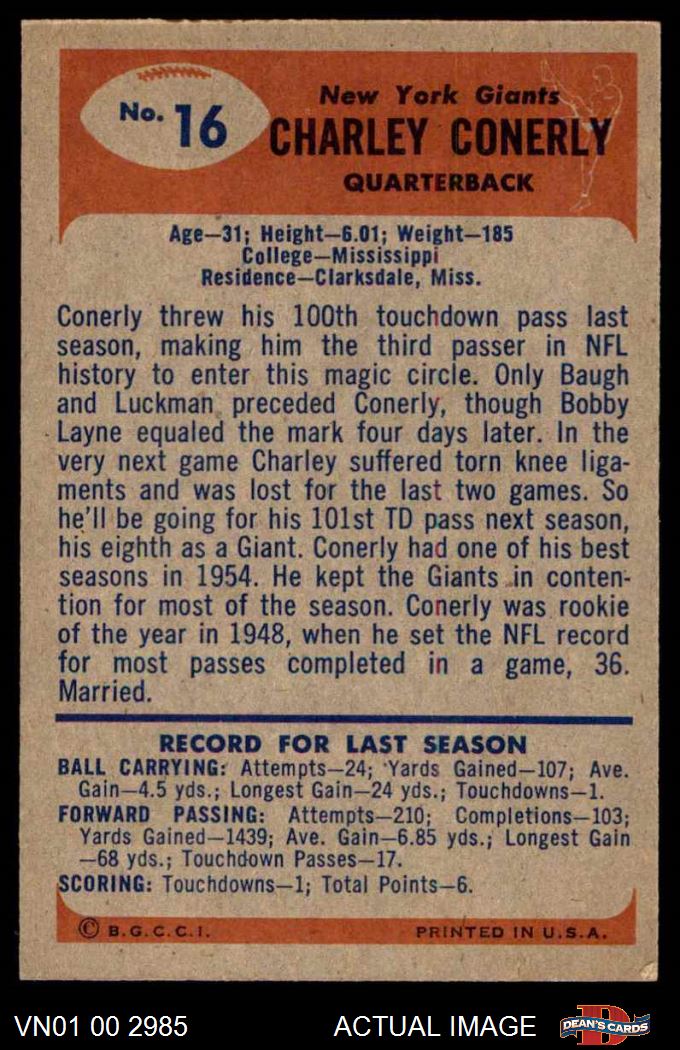 No. 16
New York Giants
CHARLEY CONERLY
QUARTERBACK
Age—31; Height—6.01; Weight—185
College—Mississippi
Residence—Clarksdale, Miss.
Conerly threw his 100th touchdown pass last
season, making him the third passer in NFL
history to enter this magic circle. Only Baugh
and Luckman preceded Conerly, though Bobby
Layne equaled the mark four days later. In the
very next game Charley suffered torn knee liga-
ments and was lost for the last two games. So
he'll be going for his 101st TD pass next season,
his eighth as a Giant. Conerly had one of his best
seasons in 1954. He kept the Giants in conten-
tion for most of the season. Conerly was rookie
of the year in 1948, when he set the NFL record
for most passes completed in a game, 36.
Married.
RECORD FOR LAST SEASON
BALL CARRYING: Attempts—24; Yards Gained—107; Ave.
Gain—4.5 yds.; Longest Gain—24 yds.; Touchdowns—1.
FORWARD PASSING: Attempts—210; Completions—103;
Yards Gained—1439; Ave. Gain—6.85 yds.; Longest Gain
—68 yds.; Touchdown Passes—17.
SCORING: Touchdowns—1; Total Points—6.
© B.G.C.C.I. PRINTED IN U.S.A.
VN01 00 2985 ACTUAL IMAGE D DEAN'S CARDS